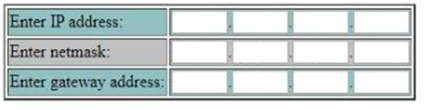 Enter IP address: . . .
Enter netmask: . . .
Enter gateway address: . . .